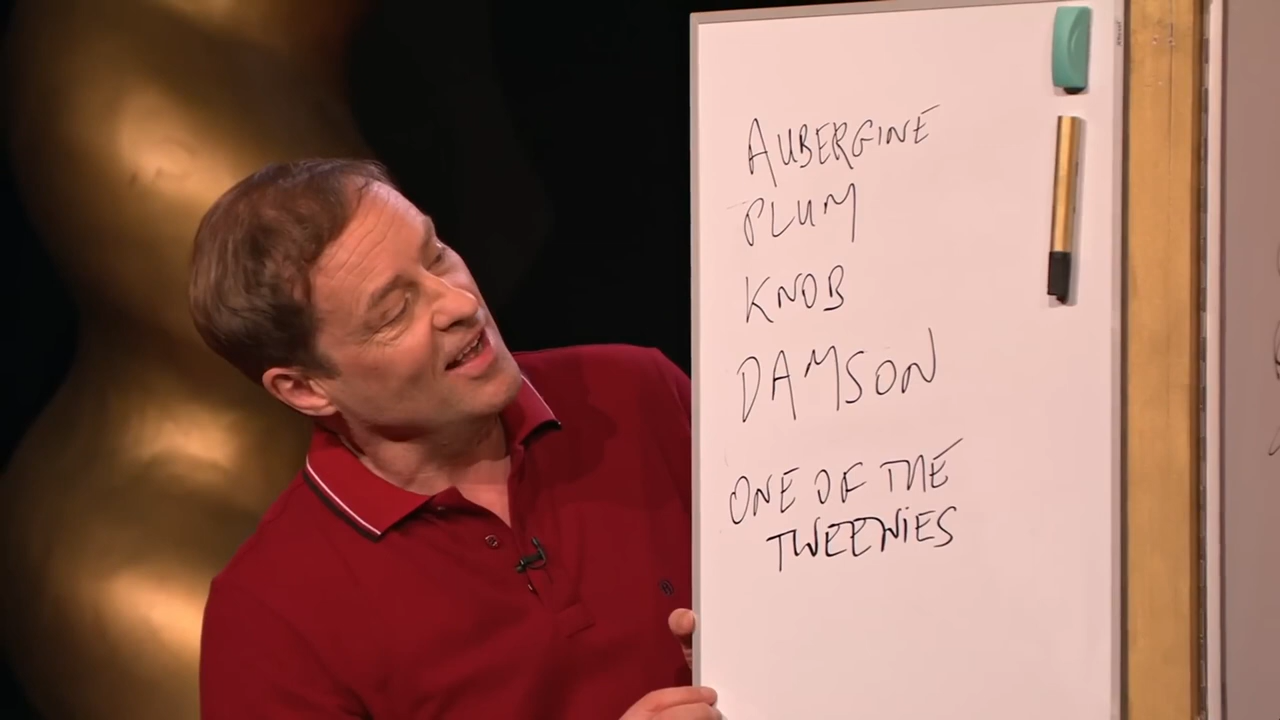 AUBERGINE
PLUM
KNOB
DAMSON
ONE OF THE
TWEENIES